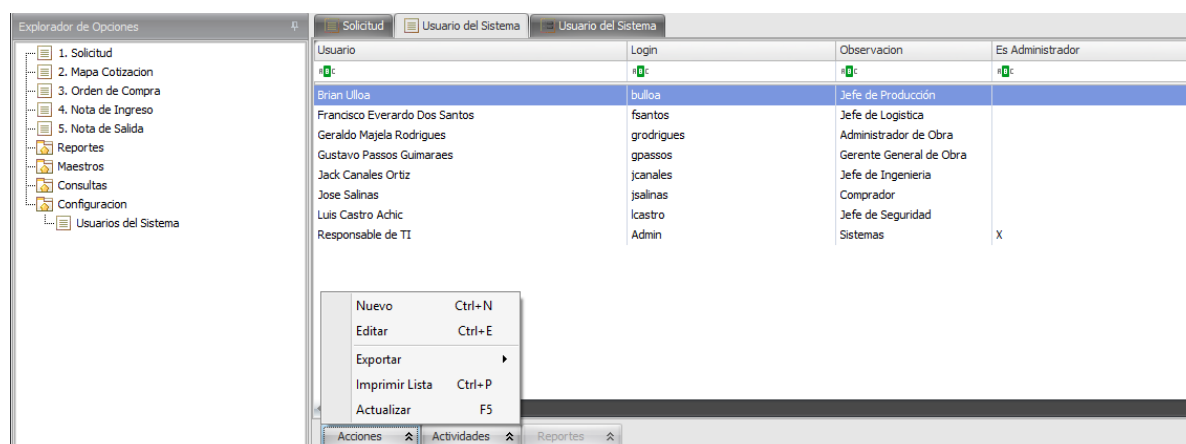 Explorador de Opciones
1. Solicitud
2. Mapa Cotizacion
3. Orden de Compra
4. Nota de Ingreso
5. Nota de Salida
Reportes
Maestros
Consultas
Configuracion
Usuarios del Sistema
Solicitud Usuario del Sistema Usuario del Sistema
Usuario Login Observacion Es Administrador
ABC ABC ABC ABC
Brian Ulloa bulloa Jefe de Producción
Francisco Everardo Dos Santos fsantos Jefe de Logistica
Geraldo Majela Rodrigues grodrigues Administrador de Obra
Gustavo Passos Guimaraes gpassos Gerente General de Obra
Jack Canales Ortiz jcanales Jefe de Ingenieria
Jose Salinas jsalinas Comprador
Luis Castro Achic lcastro Jefe de Seguridad
Responsable de TI Admin Sistemas X
Nuevo Ctrl+N
Editar Ctrl+E
Exportar
Imprimir Lista Ctrl+P
Actualizar F5
Acciones Actividades Reportes